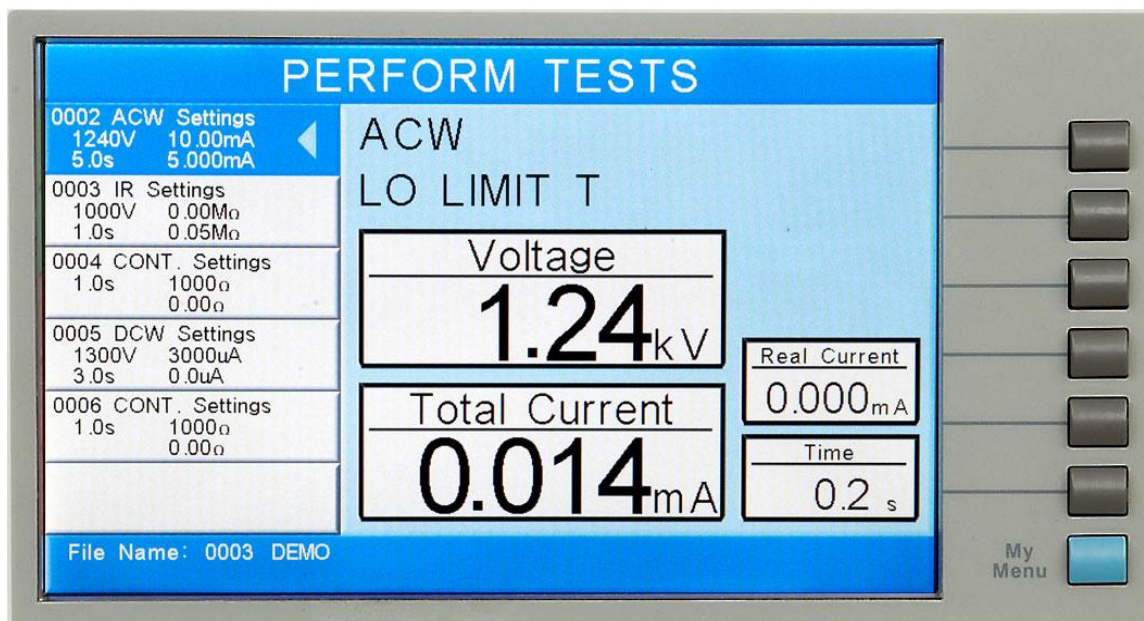 PERFORM TESTS
0002 ACW Settings
1240V 10.00mA
5.0s 5.000mA
0003 IR Settings
1000V 0.00MΩ
1.0s 0.05MΩ
0004 CONT. Settings
1.0s 1000Ω
0.00Ω
0005 DCW Settings
1300V 3000uA
3.0s 0.0uA
0006 CONT. Settings
1.0s 1000Ω
0.00Ω
ACW
LO LIMIT T
Voltage
1.24kV
Total Current
0.014mA
Real Current
0.000mA
Time
0.2 s
File Name: 0003 DEMO
My
Menu